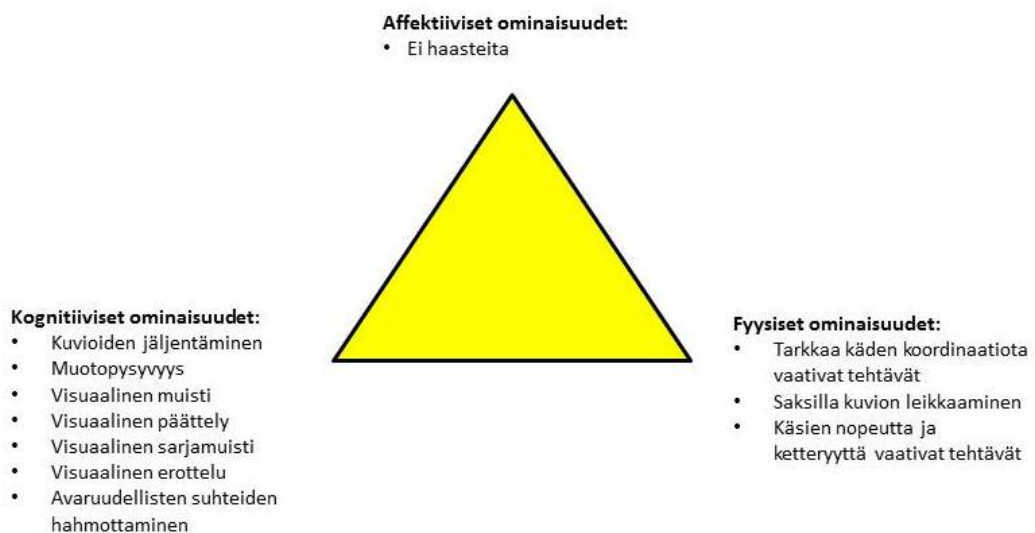 Affektiiviset ominaisuudet:
• Ei haasteita
Kognitiiviset ominaisuudet:
• Kuvioiden jäljentäminen
• Muotopysyvyys
• Visuaalinen muisti
• Visuaalinen päättely
• Visuaalinen sarjamuisti
• Visuaalinen erottelu
• Avaruudellisten suhteiden
hahmottaminen
Fyysiset ominaisuudet:
• Tarkkaa käden koordinaatiota
vaativat tehtävät
• Saksilla kuvion leikkaaminen
• Käsien nopeutta ja
ketteryyttä vaativat tehtävät